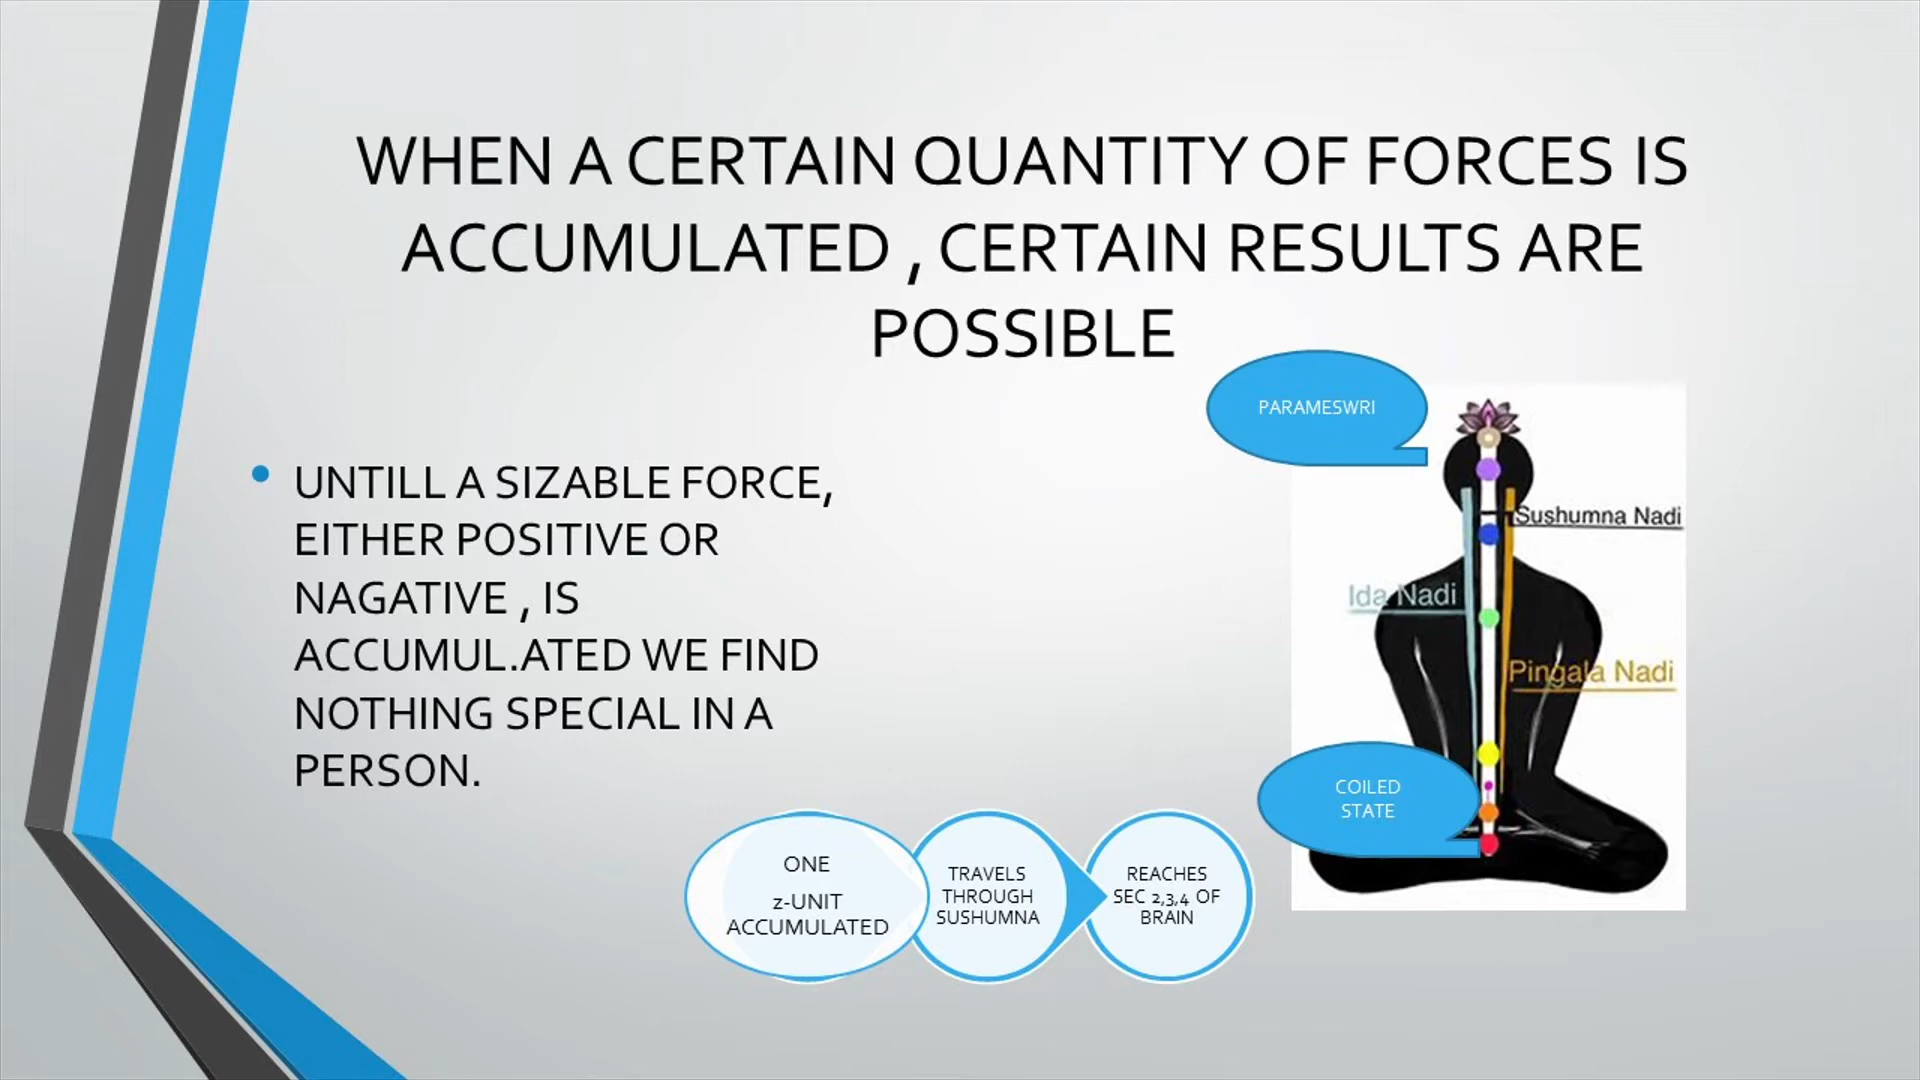 WHEN A CERTAIN QUANTITY OF FORCES IS
ACCUMULATED , CERTAIN RESULTS ARE
POSSIBLE
PARAMESWRI
Sushumna Nadi
Ida Nadi
Pingala Nadi
COILED
STATE
UNTILL A SIZABLE FORCE,
EITHER POSITIVE OR
NAGATIVE , IS
ACCUMUL.ATED WE FIND
NOTHING SPECIAL IN A
PERSON.
ONE
z-UNIT
ACCUMULATED
TRAVELS
THROUGH
SUSHUMNA
REACHES
SEC 2,3,4 OF
BRAIN